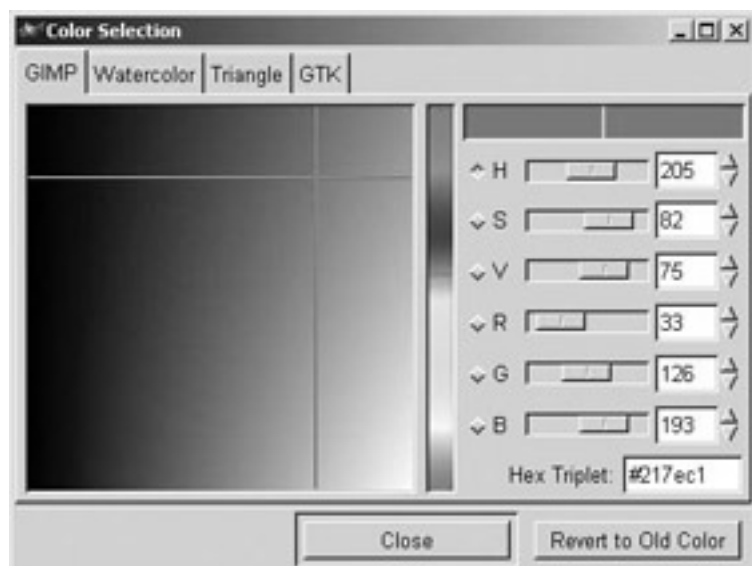 Color Selection
GIMP Watercolor Triangle GTK
H 205
S 82
V 75
R 33
G 126
B 193
Hex Triplet: #217ec1
Close Revert to Old Color